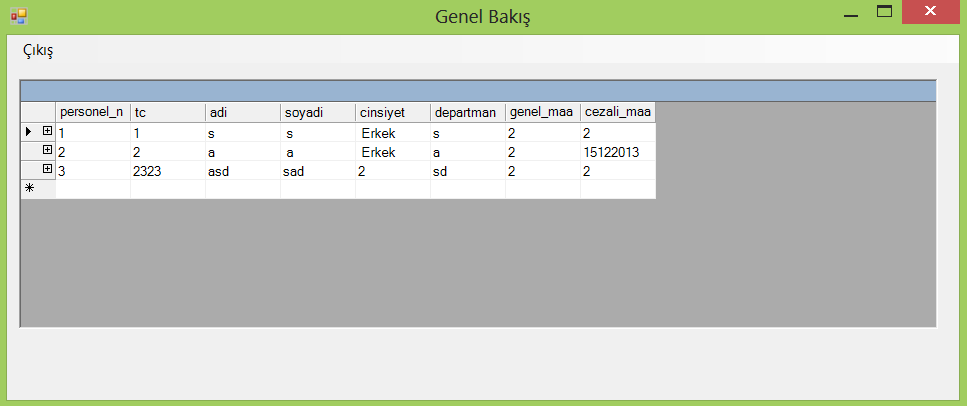 Genel Bakış
Çıkış
personel_n tc adi soyadi cinsiyet departman genel_maa cezali_maa
1 1 s s Erkek s 2 2
2 2 a a Erkek a 2 15122013
3 2323 asd sad 2 sd 2 2